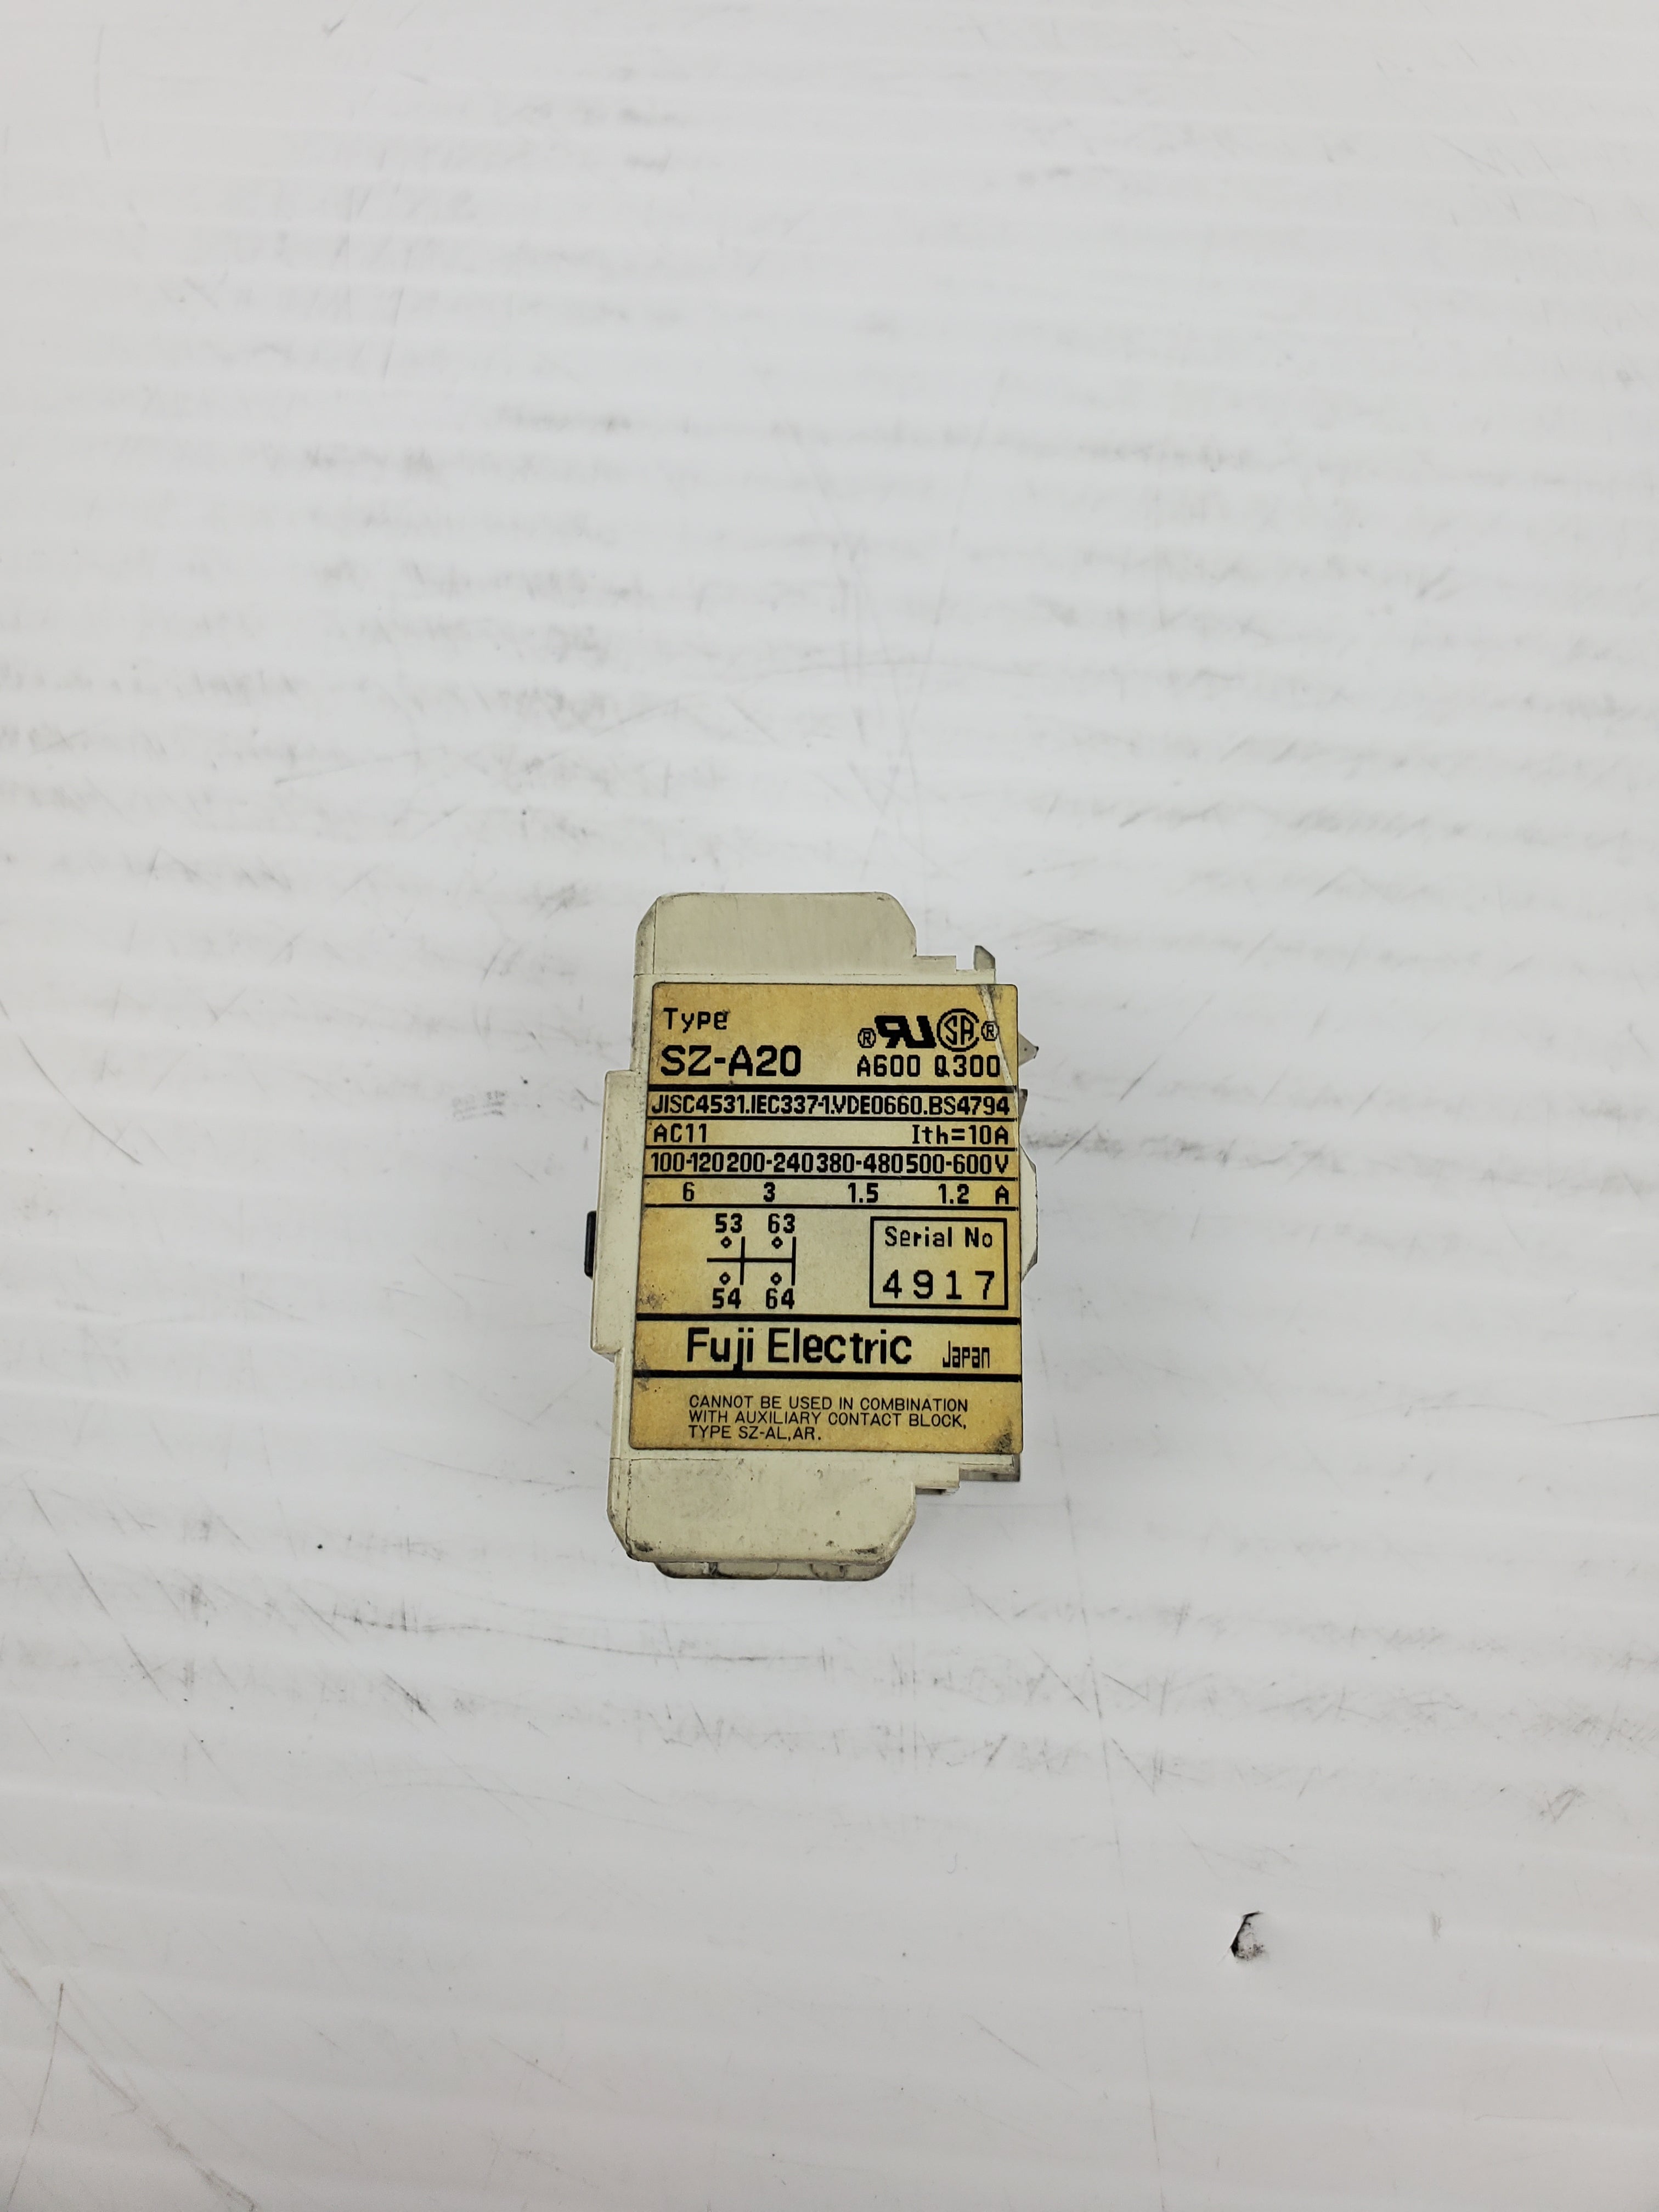 Type
SZ-A20
® RU SA ®
A600 Q300
JISC4531.IEC337-1.VDE0660.BS4794
AC11 Ith=10A
100-120 200-240 380-480 500-600V
6 3 1.5 1.2 A
53 63
54 64
Serial No
4917
Fuji Electric Japan
CANNOT BE USED IN COMBINATION
WITH AUXILIARY CONTACT BLOCK,
TYPE SZ-AL,AR.